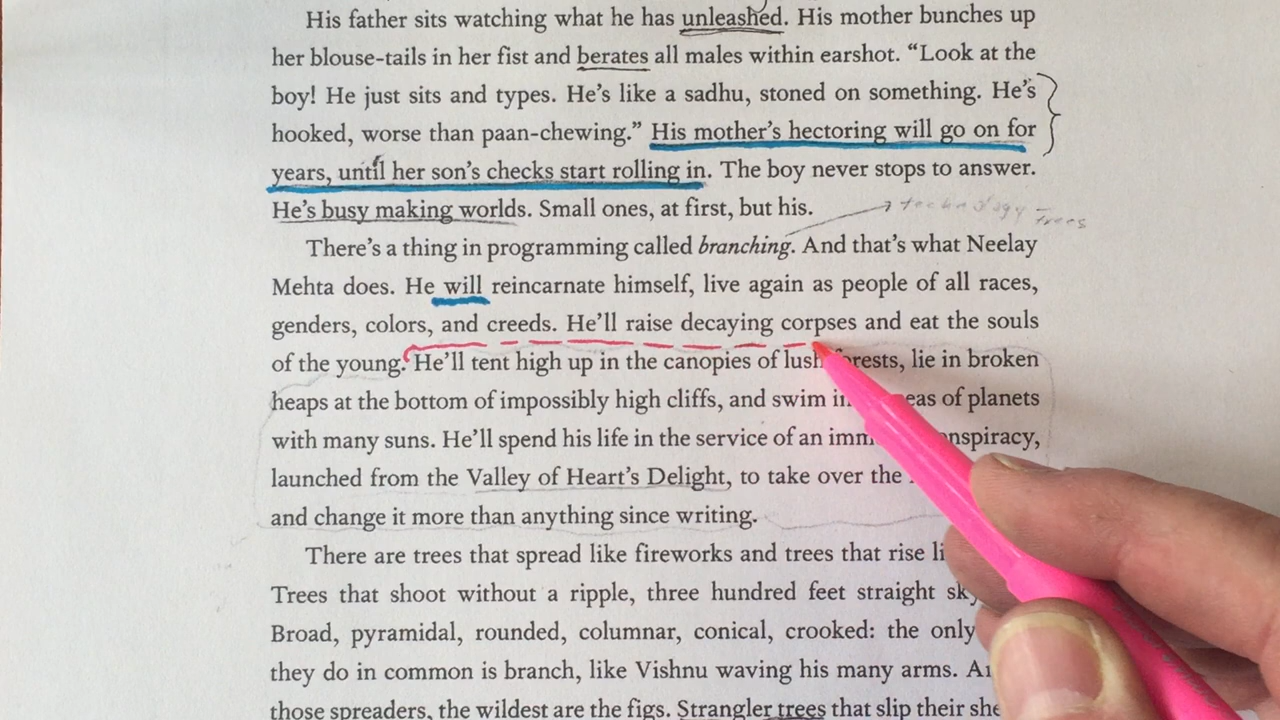 His father sits watching what he has unleashed. His mother bunches up
her blouse-tails in her fist and berates all males within earshot. “Look at the
boy! He just sits and types. He’s like a sadhu, stoned on something. He’s
hooked, worse than paan-chewing.” His mother’s hectoring will go on for
years, until her son’s checks start rolling in. The boy never stops to answer.
He’s busy making worlds. Small ones, at first, but his.
technology Trees
There’s a thing in programming called branching. And that’s what Neelay
Mehta does. He will reincarnate himself, live again as people of all races,
genders, colors, and creeds. He’ll raise decaying corpses and eat the souls
of the young. He’ll tent high up in the canopies of lush forests, lie in broken
heaps at the bottom of impossibly high cliffs, and swim in seas of planets
with many suns. He’ll spend his life in the service of an conspiracy,
launched from the Valley of Heart’s Delight, to take over the
and change it more than anything since writing.
There are trees that spread like fireworks and trees that rise
Trees that shoot without a ripple, three hundred feet straight
Broad, pyramidal, rounded, columnar, conical, crooked: the only
they do in common is branch, like Vishnu waving his many arms.
those spreaders, the wildest are the figs. Strangler trees that slip their